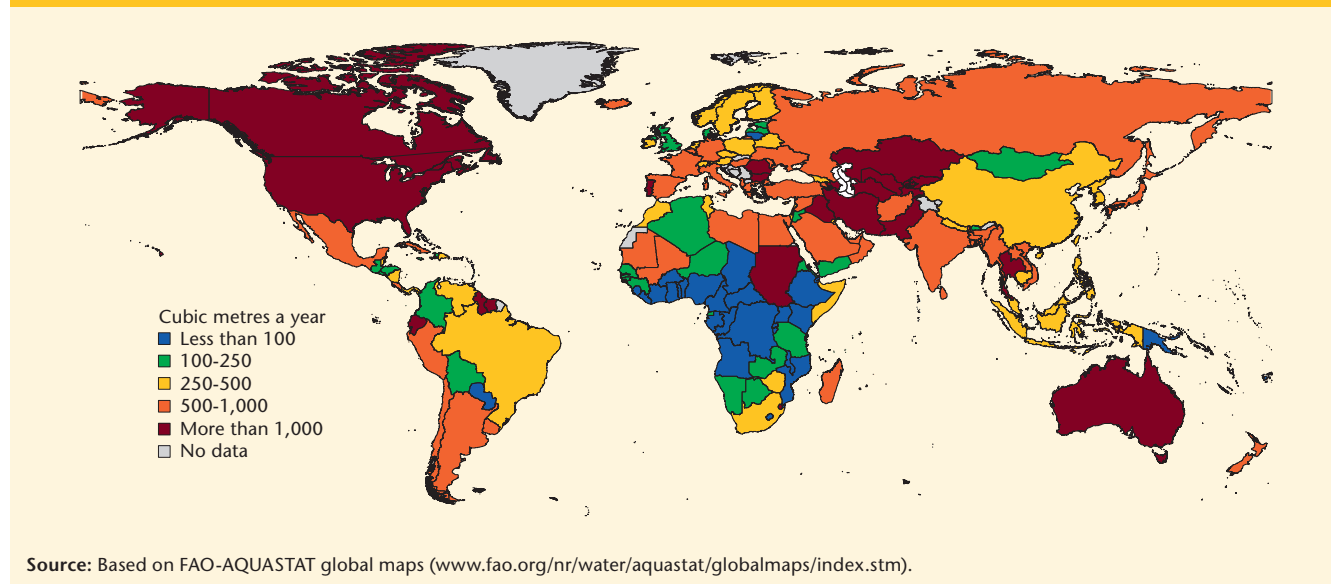 Cubic metres a year
Less than 100
100-250
250-500
500-1,000
More than 1,000
No data
Source: Based on FAO-AQUASTAT global maps (www.fao.org/nr/water/aquastat/globalmaps/index.stm).